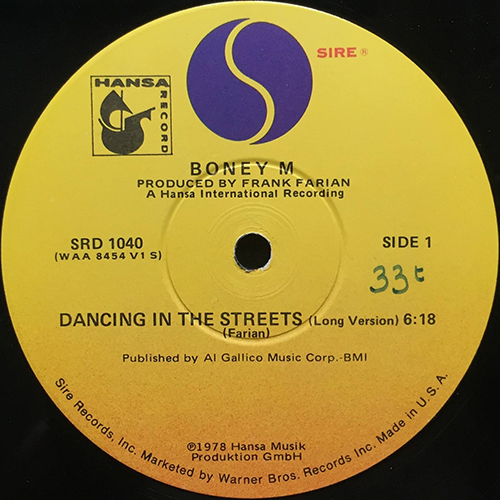 SIRE ®
HANSA
RECORD
BONEY M
PRODUCED BY FRANK FARIAN
A Hansa International Recording
SRD 1040
(WAA 8454 V1 S)
SIDE 1
33t
DANCING IN THE STREETS (Long Version) 6:18
(Farian)
Published by Al Gallico Music Corp.-BMI
℗1978 Hansa Musik
Produktion GmbH
Sire Records, Inc. Marketed by Warner Bros. Records Inc. Made in U.S.A.